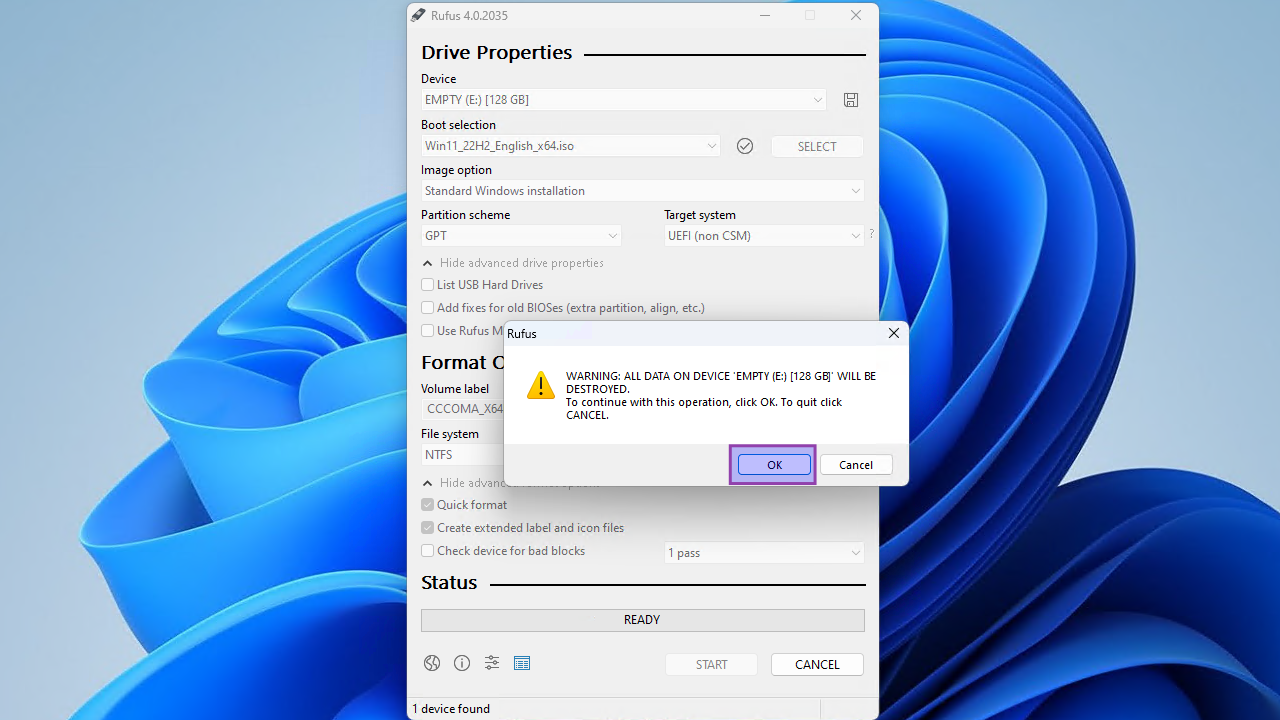 Rufus 4.0.2035
Drive Properties
Device
EMPTY (E:) [128 GB]
Boot selection
Win11_22H2_English_x64.iso
SELECT
Image option
Standard Windows installation
Partition scheme
Target system
GPT
UEFI (non CSM)
?
Hide advanced drive properties
List USB Hard Drives
Add fixes for old BIOSes (extra partition, align, etc.)
Use Rufus M
Rufus
WARNING: ALL DATA ON DEVICE 'EMPTY (E:) [128 GB]' WILL BE
DESTROYED.
To continue with this operation, click OK. To quit click
CANCEL.
OK
Cancel
Format O
Volume label
CCCOMA_X64
File system
NTFS
Hide advanced format options
Quick format
Create extended label and icon files
Check device for bad blocks
1 pass
Status
READY
START
CANCEL
1 device found